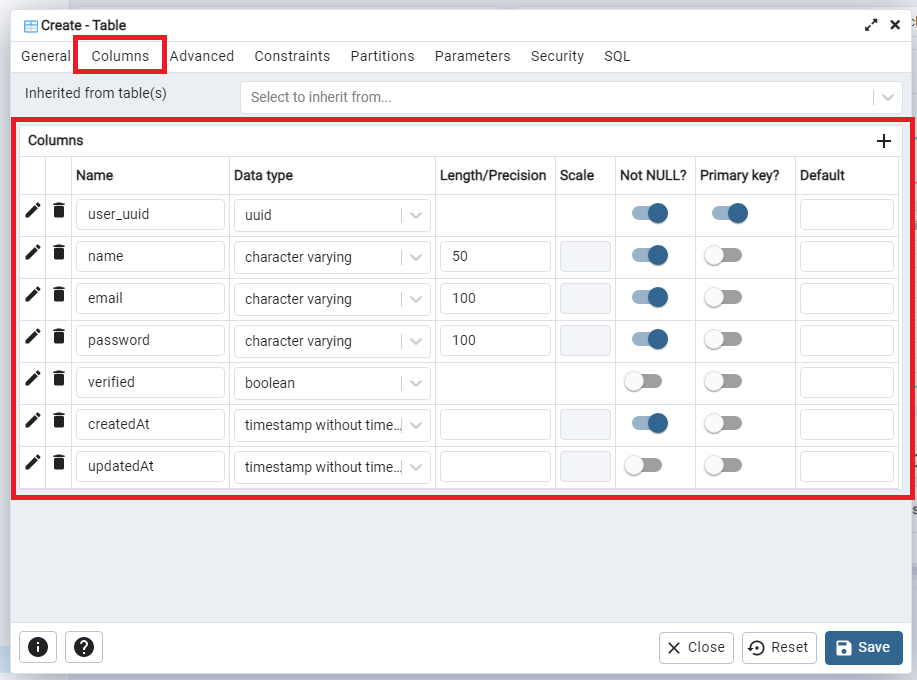 Create - Table
General Columns Advanced Constraints Partitions Parameters Security SQL
Inherited from table(s) Select to inherit from...
Columns
Name Data type Length/Precision Scale Not NULL? Primary key? Default
user_uuid uuid
name character varying 50
email character varying 100
password character varying 100
verified boolean
createdAt timestamp without time...
updatedAt timestamp without time...
Close Reset Save